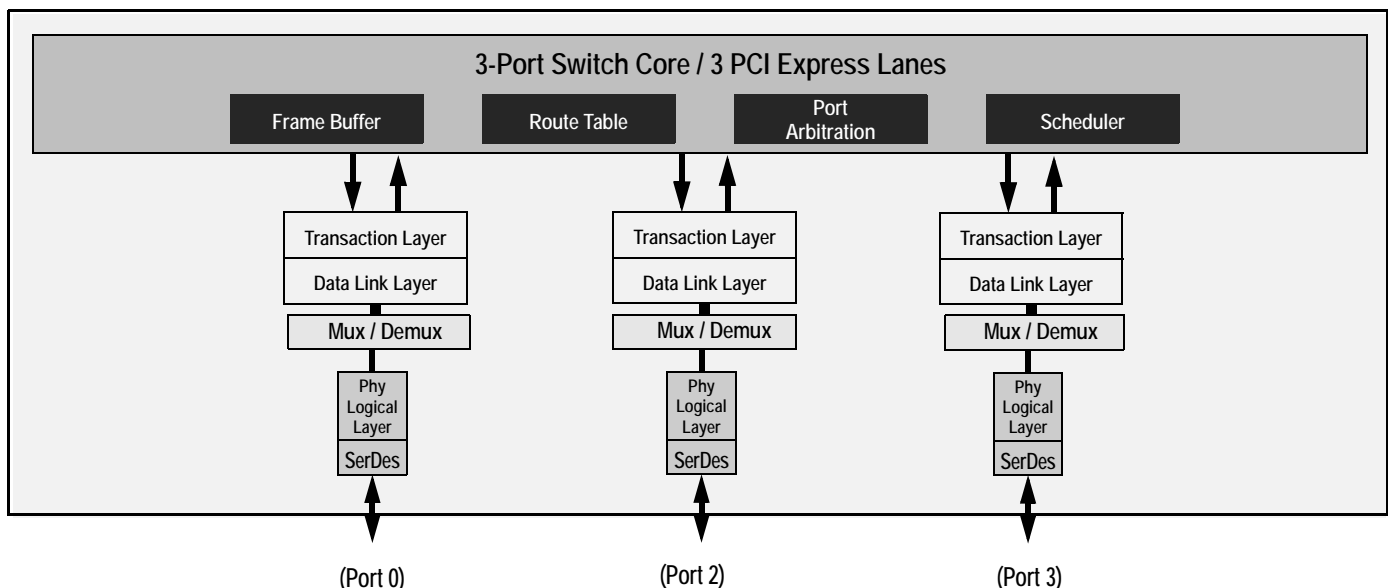 3-Port Switch Core / 3 PCI Express Lanes
Frame Buffer
Route Table
Port
Arbitration
Scheduler
Transaction Layer
Data Link Layer
Mux / Demux
Phy
Logical
Layer
SerDes
(Port 0)
Transaction Layer
Data Link Layer
Mux / Demux
Phy
Logical
Layer
SerDes
(Port 2)
Transaction Layer
Data Link Layer
Mux / Demux
Phy
Logical
Layer
SerDes
(Port 3)